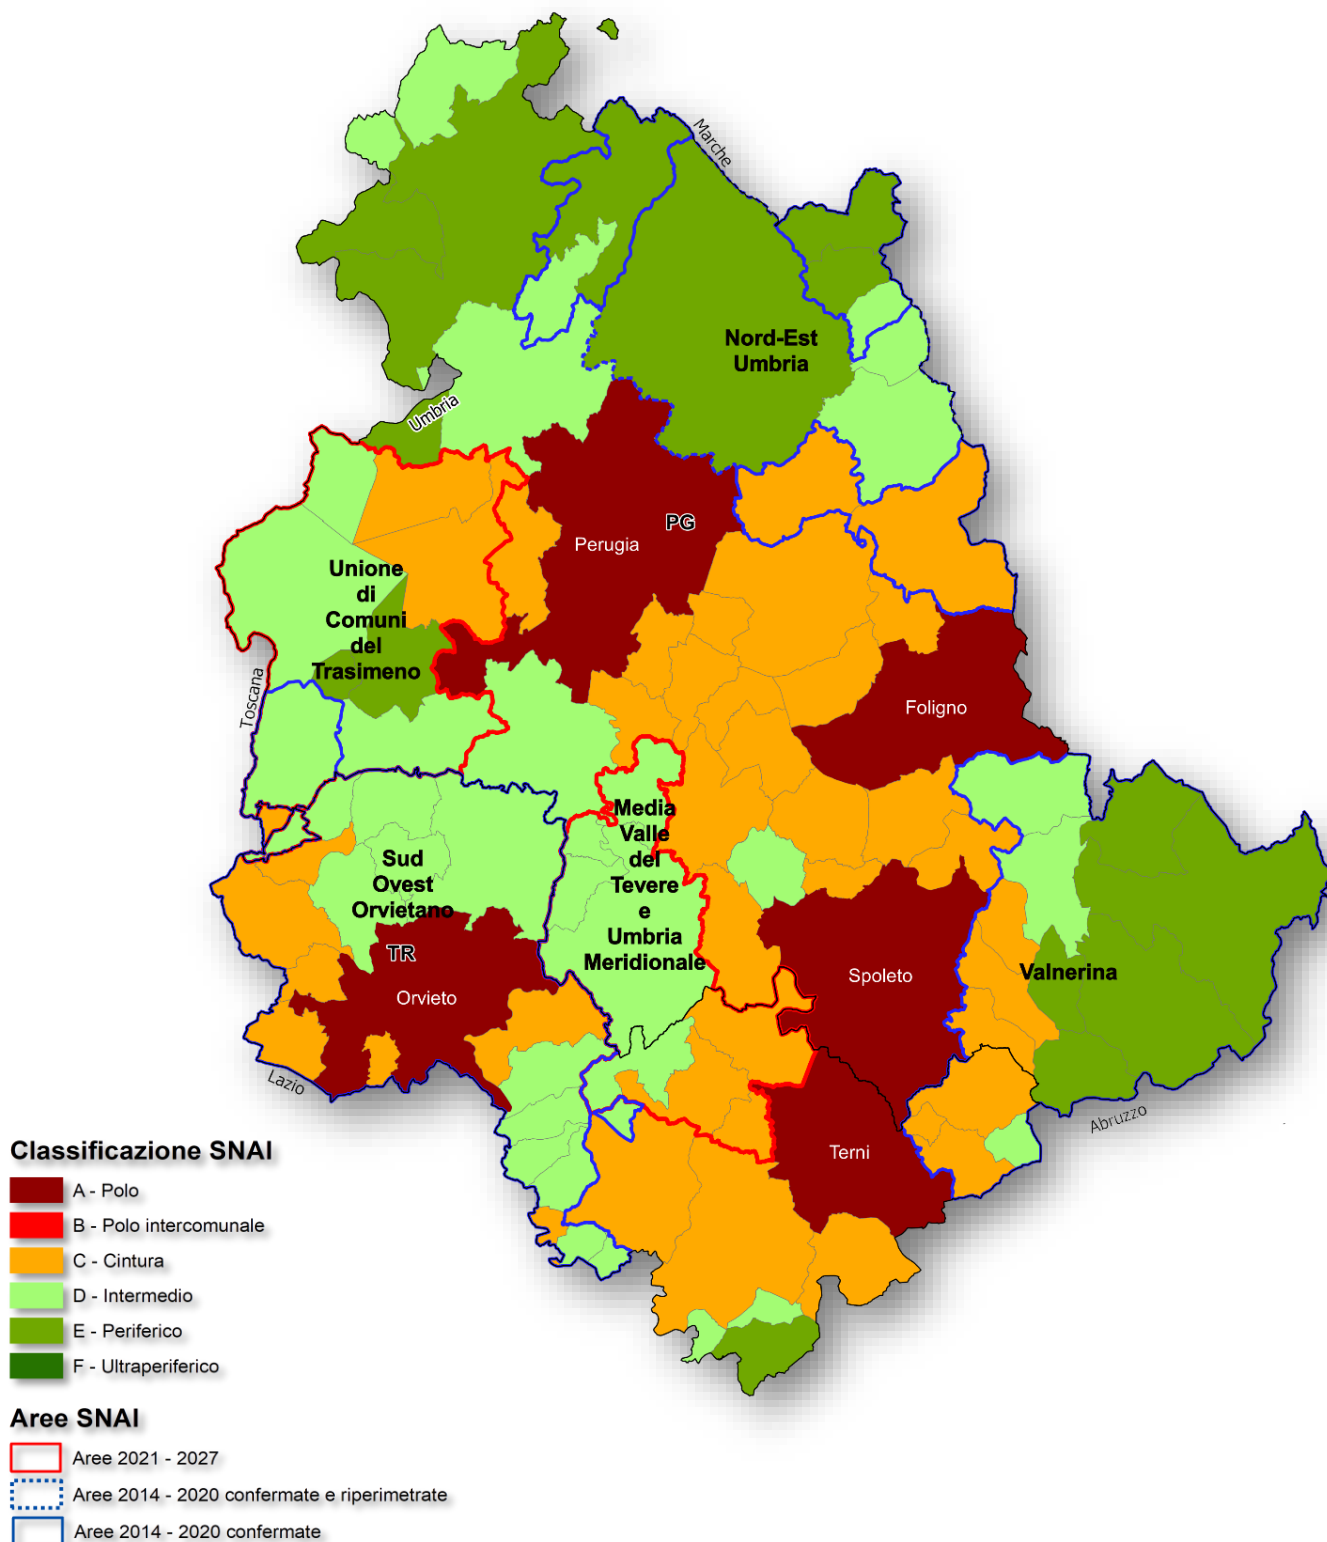 Marche
Nord-Est
Umbria
Umbria
PG
Perugia
Unione
di
Comuni
del
Trasimeno
Toscana
Foligno
Media
Valle
del
Tevere
e
Umbria
Meridionale
Sud
Ovest
Orvietano
TR
Orvieto
Spoleto
Valnerina
Lazio
Abruzzo
Terni
Classificazione SNAI
A - Polo
B - Polo intercomunale
C - Cintura
D - Intermedio
E - Periferico
F - Ultraperiferico
Aree SNAI
Aree 2021 - 2027
Aree 2014 - 2020 confermate e riperimetrate
Aree 2014 - 2020 confermate